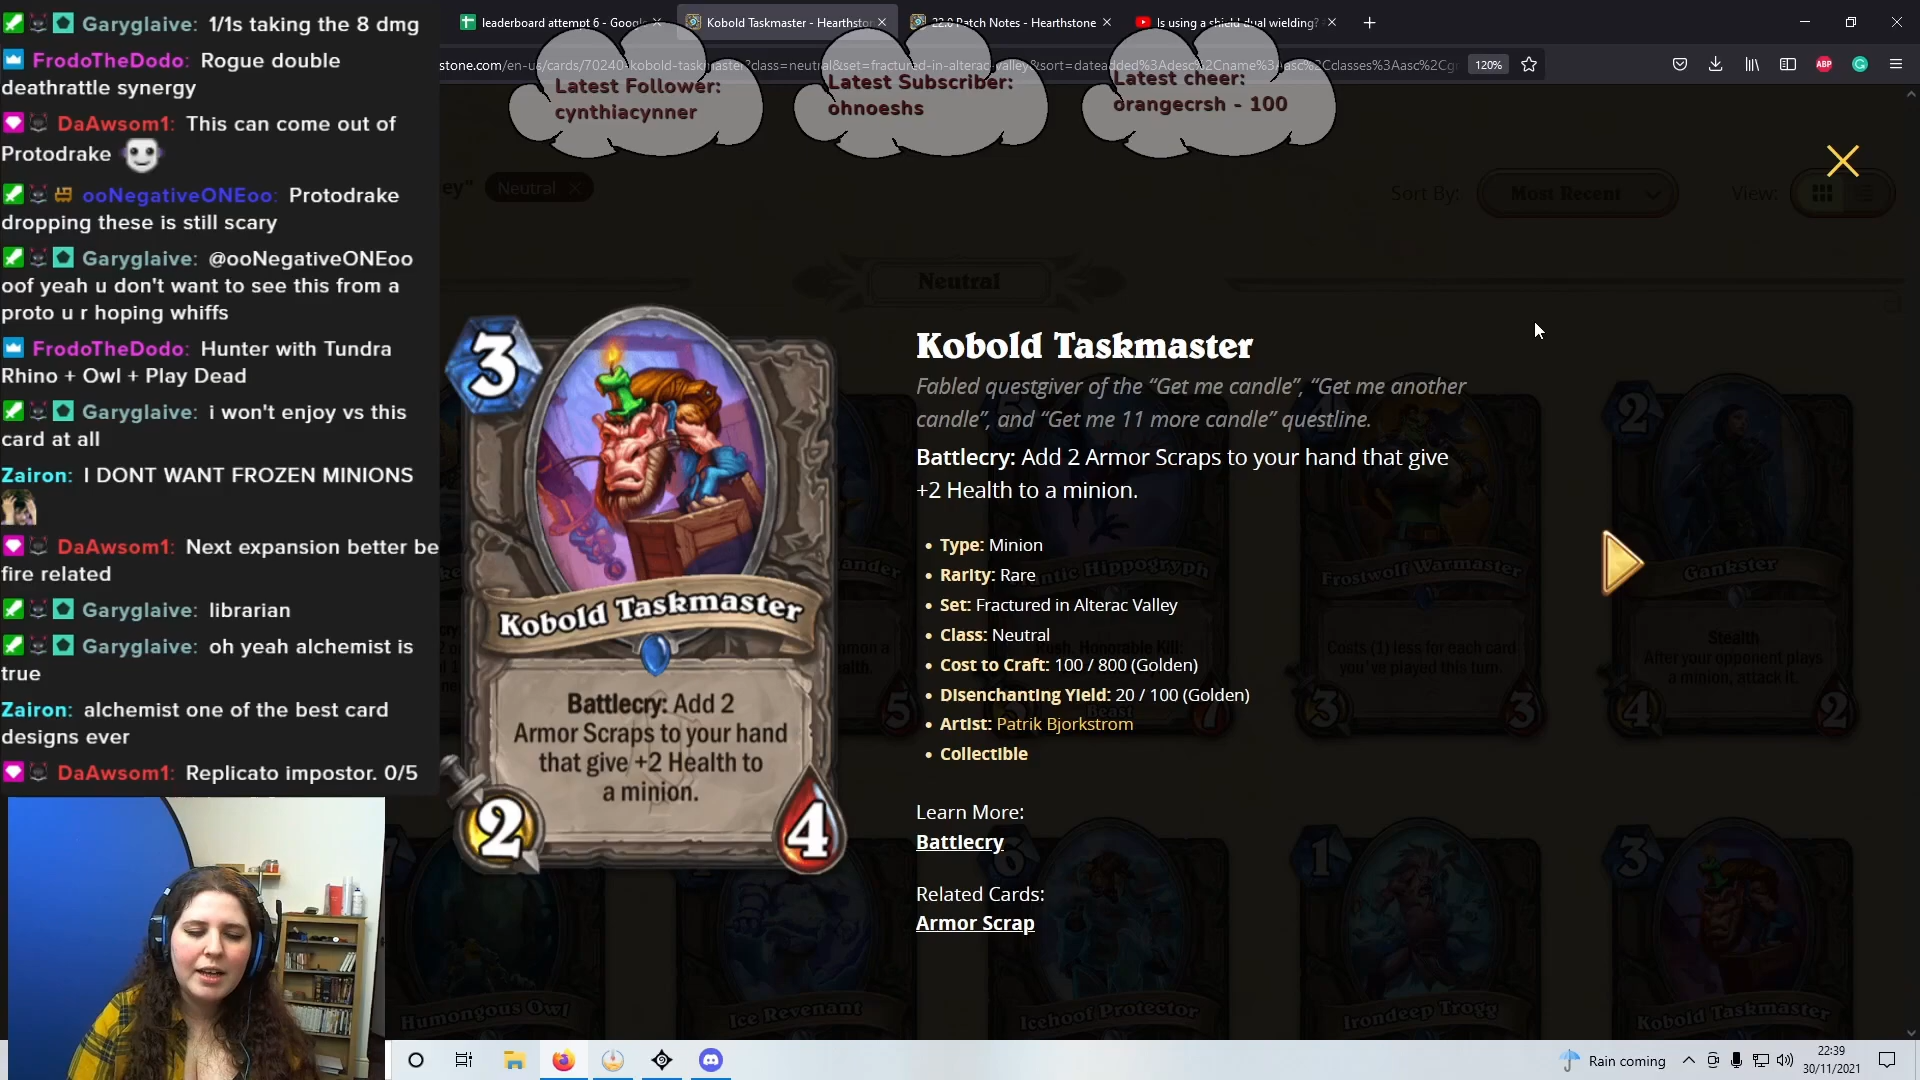 Garyglaive: 1/1s taking the 8 dmg
FrodoTheDodo: Rogue double
deathrattle synergy
DaAwsom1: This can come out of
Protodrake
ooNegativeONEoo: Protodrake
dropping these is still scary
Garyglaive: @ooNegativeONEoo
oof yeah u don't want to see this from a
proto u r hoping whiffs
FrodoTheDodo: Hunter with Tundra
Rhino + Owl + Play Dead
Garyglaive: i won't enjoy vs this
card at all
Zairon: I DONT WANT FROZEN MINIONS
DaAwsom1: Next expansion better be
fire related
Garyglaive: librarian
Garyglaive: oh yeah alchemist is
true
Zairon: alchemist one of the best card
designs ever
DaAwsom1: Replicato impostor. 0/5
leaderboard attempt 6 - Google
Kobold Taskmaster - Hearthston
22.0 Patch Notes - Hearthstone
Is using a shield dual wielding?
120%
ABP
Latest Follower:
cynthiacynner
Latest Subscriber:
ohnoeshs
Latest cheer:
orangecrsh - 100
Neutral
Sort By:
Most Recent
View:
Neutral
3
Kobold Taskmaster
Battlecry: Add 2
Armor Scraps to your hand
that give +2 Health to
a minion.
2
4
Kobold Taskmaster
Fabled questgiver of the “Get me candle”, “Get me another
candle”, and “Get me 11 more candle” questline.
Battlecry: Add 2 Armor Scraps to your hand that give
+2 Health to a minion.
• Type: Minion
• Rarity: Rare
• Set: Fractured in Alterac Valley
• Class: Neutral
• Cost to Craft: 100 / 800 (Golden)
• Disenchanting Yield: 20 / 100 (Golden)
• Artist: Patrik Bjorkstrom
• Collectible
Learn More:
Battlecry
Related Cards:
Armor Scrap
Frostwolf Warmaster
Costs (1) less for each card
you've played this turn.
3
3
2
Gankster
Stealth
After your opponent plays
a minion, attack it.
4
2
Humongous Owl
Ice Revenant
6
Icehoof Protector
1
Irondeep Trogg
3
Kobold Taskmaster
Rain coming
22:39
30/11/2021